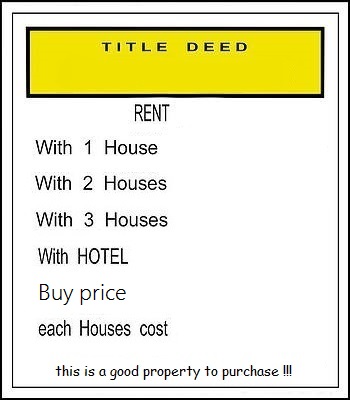 TITLE DEED
RENT
With 1 House
With 2 Houses
With 3 Houses
With HOTEL
Buy price
each Houses cost
this is a good property to purchase !!!